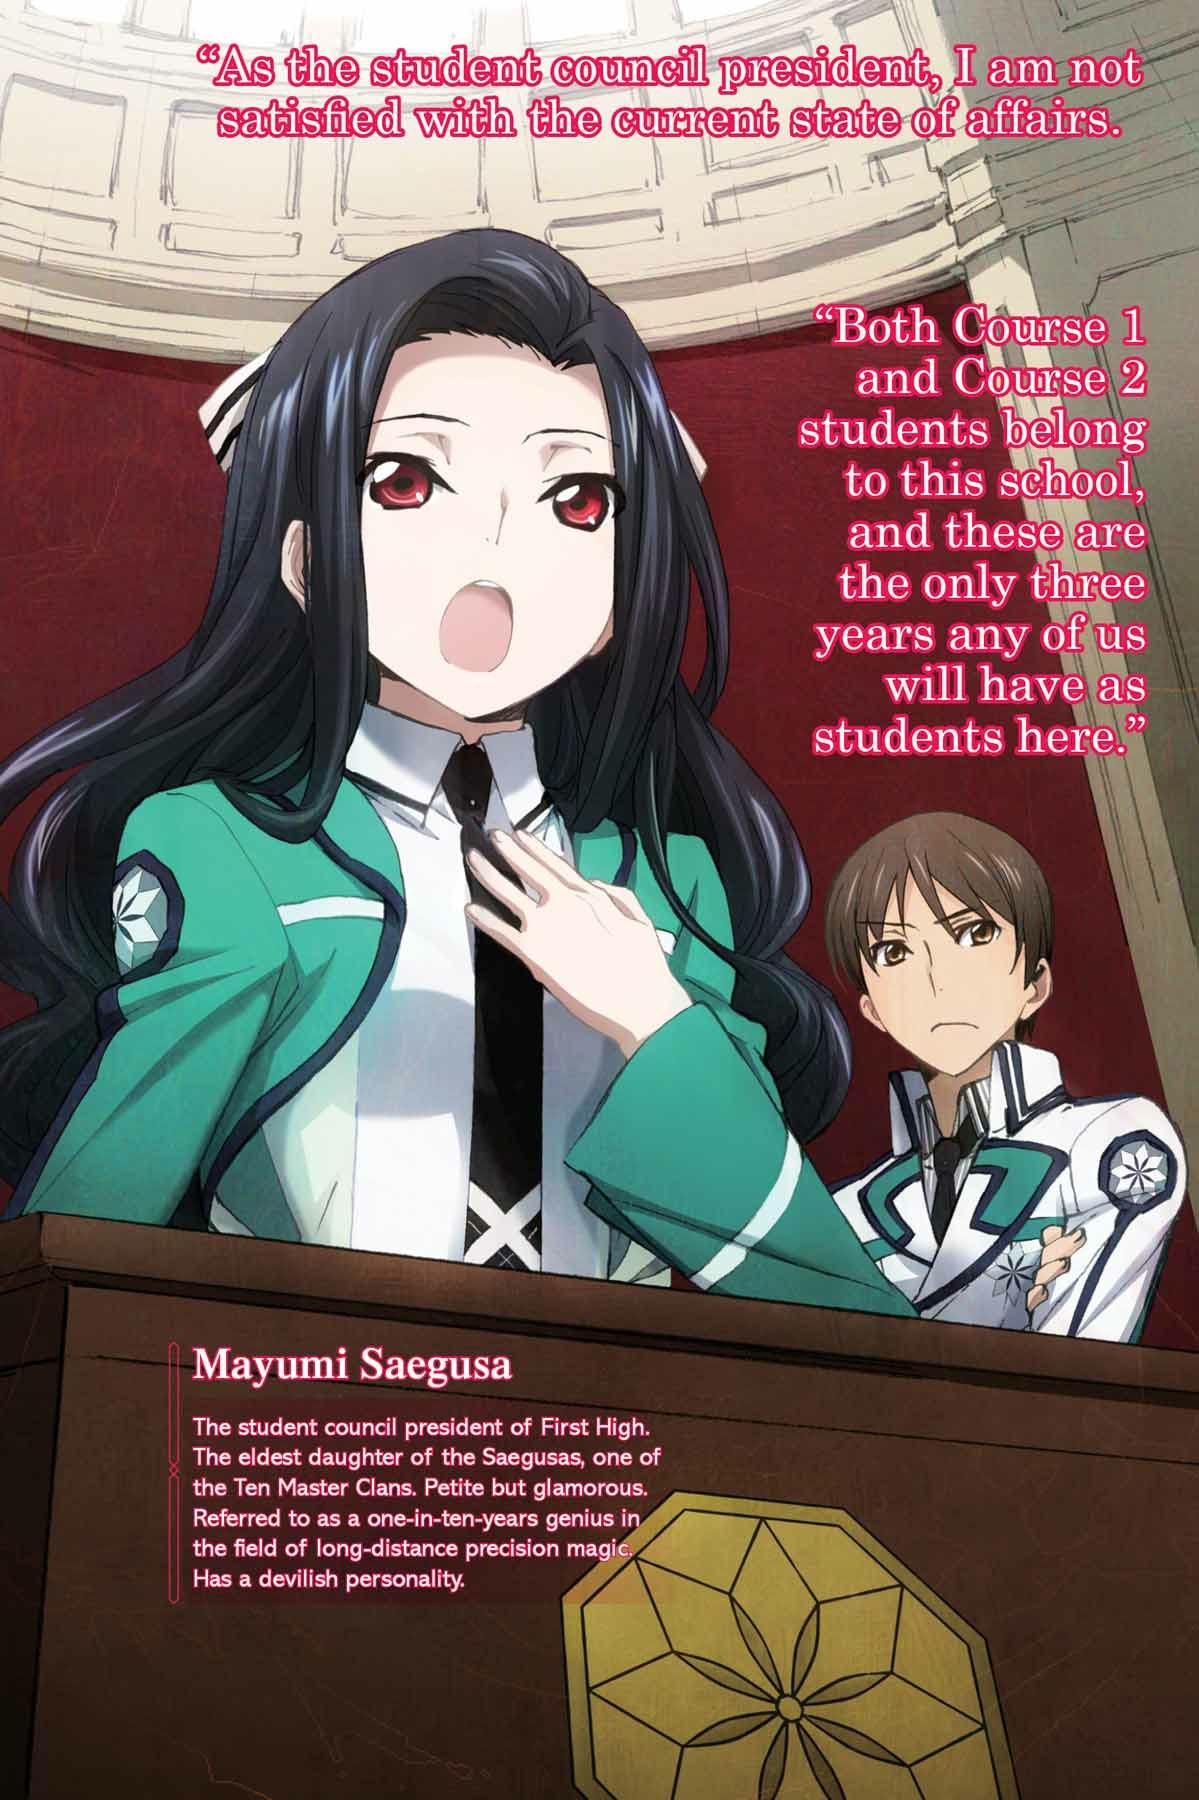 “As the student council president, I am not
satisfied with the current state of affairs.
“Both Course 1
and Course 2
students belong
to this school,
and these are
the only three
years any of us
will have as
students here.”
Mayumi Saegusa
The student council president of First High.
The eldest daughter of the Saegusas, one of
the Ten Master Clans. Petite but glamorous.
Referred to as a one-in-ten-years genius in
the field of long-distance precision magic.
Has a devilish personality.